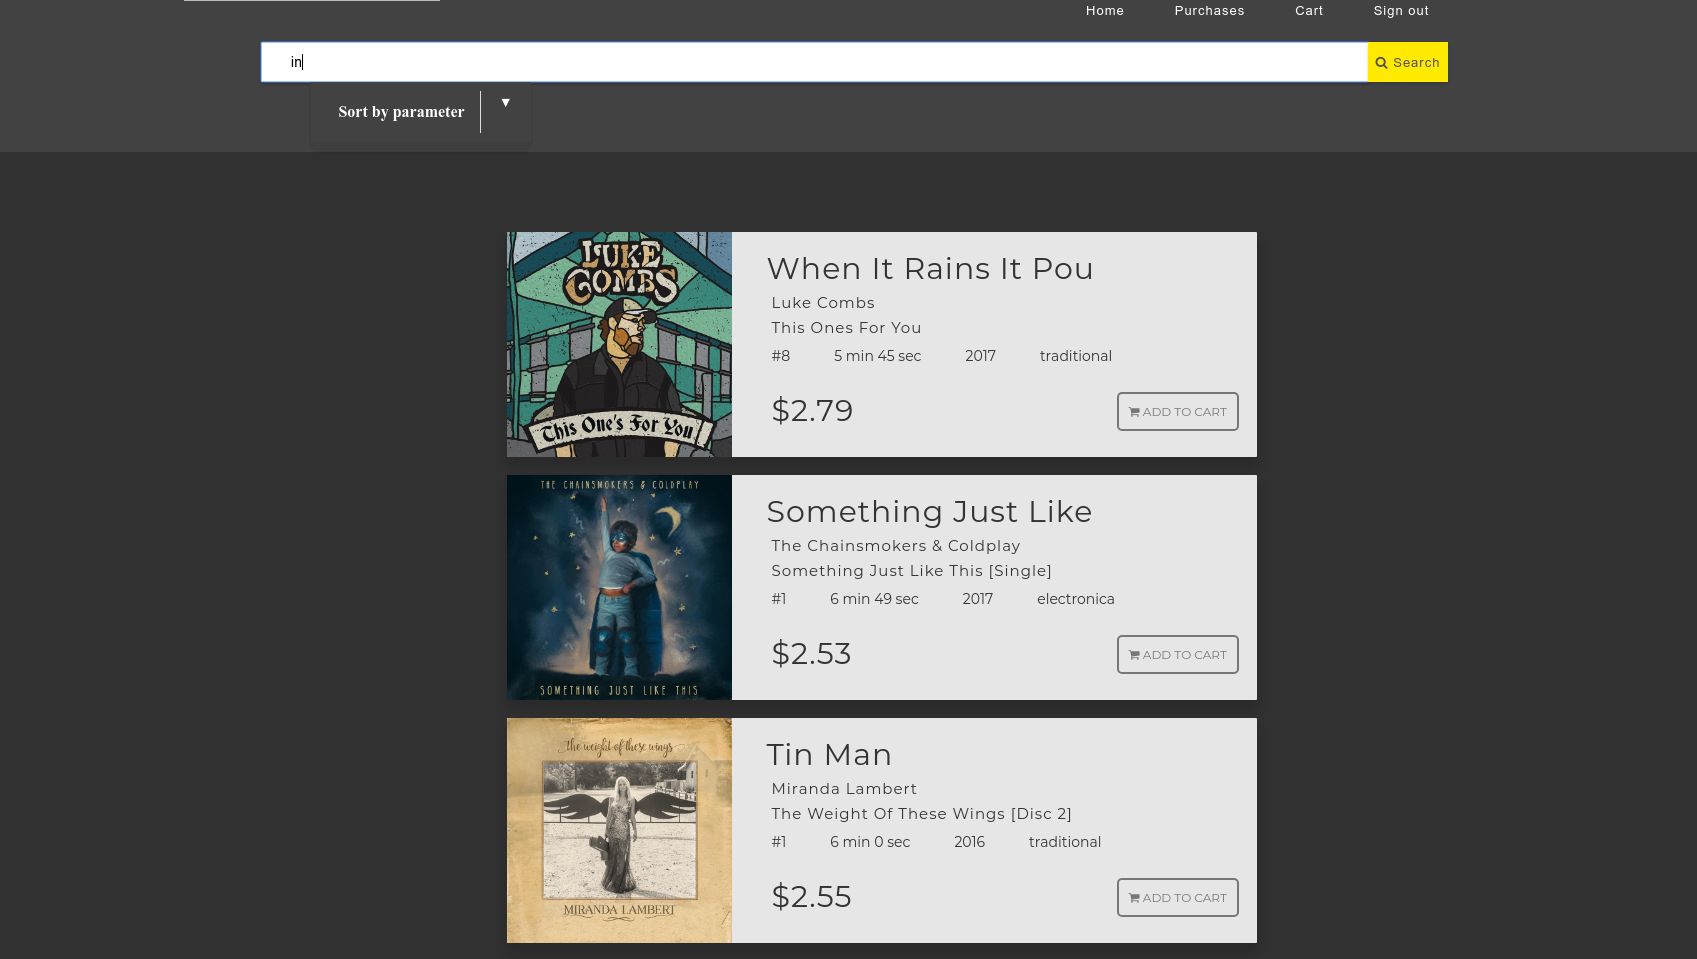 Home Purchases Cart Sign out
in
Search
Sort by parameter ▼
LUKE COMBS
This One's For You
When It Rains It Pou
Luke Combs
This Ones For You
#8 5 min 45 sec 2017 traditional
$2.79 ADD TO CART
THE CHAINSMOKERS & COLDPLAY
SOMETHING JUST LIKE THIS
Something Just Like
The Chainsmokers & Coldplay
Something Just Like This [Single]
#1 6 min 49 sec 2017 electronica
$2.53 ADD TO CART
the weight of these wings
MIRANDA LAMBERT
Tin Man
Miranda Lambert
The Weight Of These Wings [Disc 2]
#1 6 min 0 sec 2016 traditional
$2.55 ADD TO CART